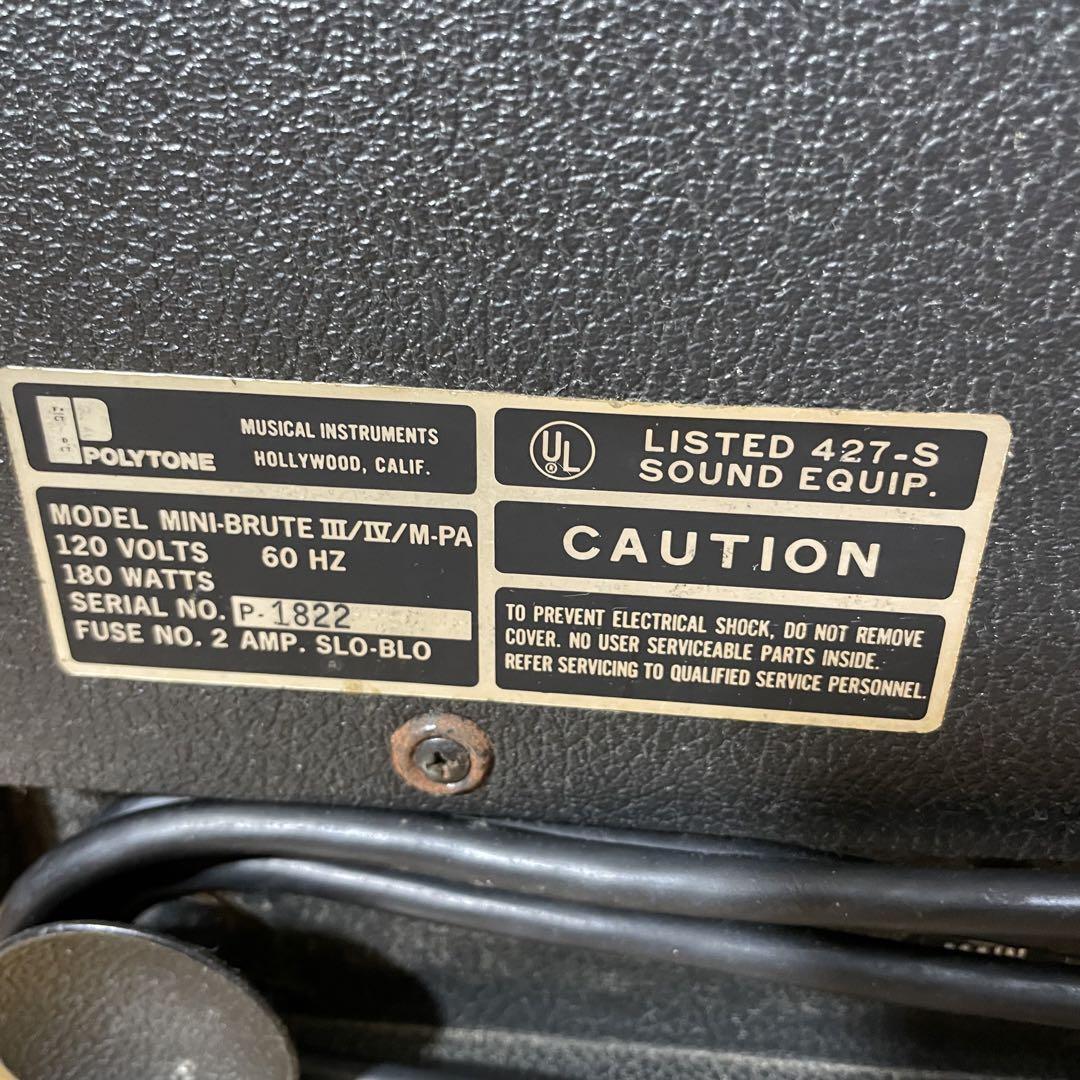 POLYTONE
MUSICAL INSTRUMENTS
HOLLYWOOD, CALIF.
MODEL MINI-BRUTE III/IV/M-PA
120 VOLTS 60 HZ
180 WATTS
SERIAL NO. P-1822
FUSE NO. 2 AMP. SLO-BLO
UL
®
LISTED 427-S
SOUND EQUIP.
CAUTION
TO PREVENT ELECTRICAL SHOCK, DO NOT REMOVE
COVER. NO USER SERVICEABLE PARTS INSIDE.
REFER SERVICING TO QUALIFIED SERVICE PERSONNEL.